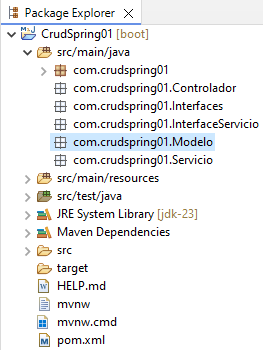 Package Explorer
CrudSpring01 [boot]
src/main/java
com.crudspring01
com.crudspring01.Controlador
com.crudspring01.Interfaces
com.crudspring01.InterfaceServicio
com.crudspring01.Modelo
com.crudspring01.Servicio
src/main/resources
src/test/java
JRE System Library [jdk-23]
Maven Dependencies
src
target
HELP.md
mvnw
mvnw.cmd
pom.xml